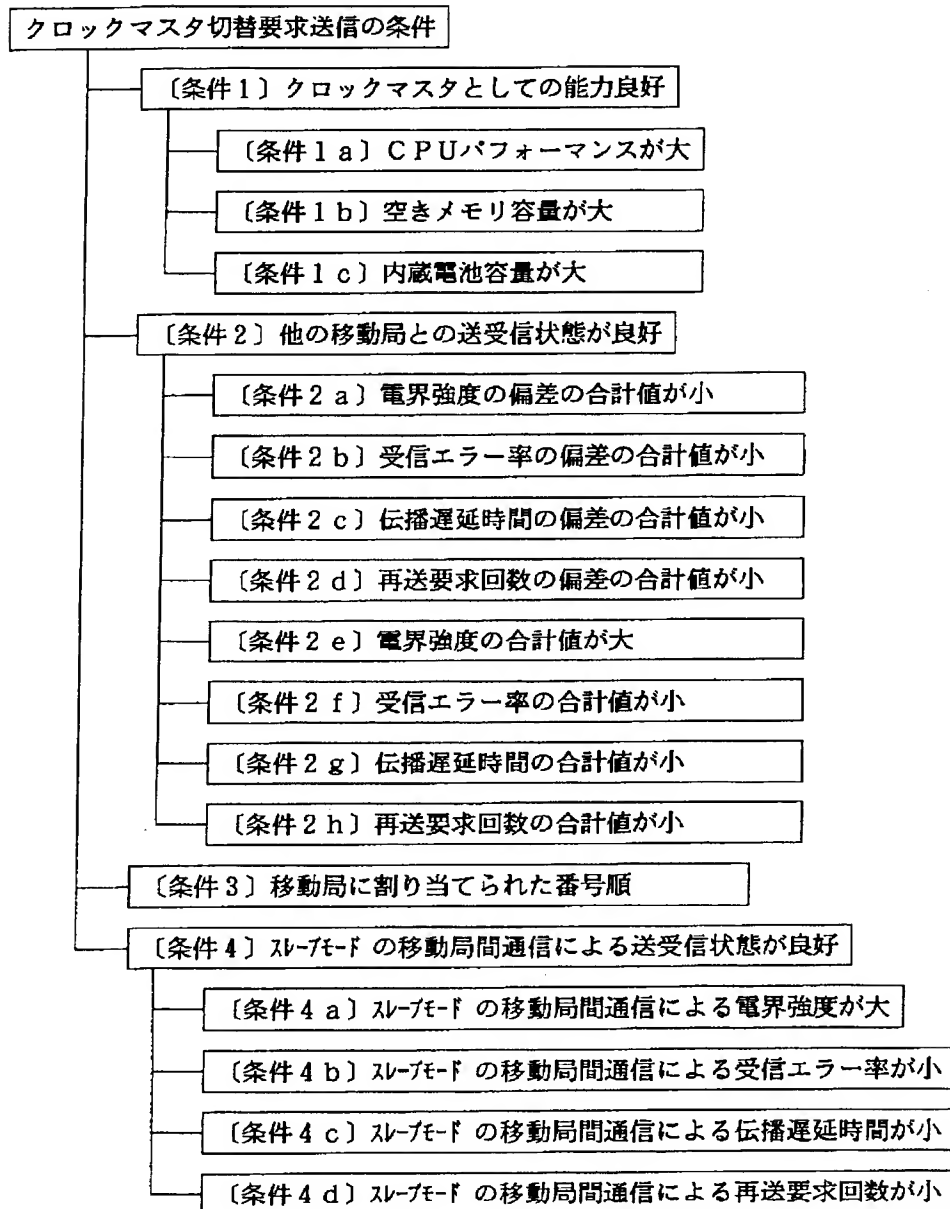 クロックマスタ切替要求送信の条件
〔条件1〕クロックマスタとしての能力良好
〔条件1a〕CPUパフォーマンスが大
〔条件1b〕空きメモリ容量が大
〔条件1c〕内蔵電池容量が大
〔条件2〕他の移動局との送受信状態が良好
〔条件2a〕電界強度の偏差の合計値が小
〔条件2b〕受信エラー率の偏差の合計値が小
〔条件2c〕伝播遅延時間の偏差の合計値が小
〔条件2d〕再送要求回数の偏差の合計値が小
〔条件2e〕電界強度の合計値が大
〔条件2f〕受信エラー率の合計値が小
〔条件2g〕伝播遅延時間の合計値が小
〔条件2h〕再送要求回数の合計値が小
〔条件3〕移動局に割り当てられた番号順
〔条件4〕ｽﾚｰﾌﾞﾓｰﾄﾞ の移動局間通信による送受信状態が良好
〔条件4a〕ｽﾚｰﾌﾞﾓｰﾄﾞ の移動局間通信による電界強度が大
〔条件4b〕ｽﾚｰﾌﾞﾓｰﾄﾞ の移動局間通信による受信エラー率が小
〔条件4c〕ｽﾚｰﾌﾞﾓｰﾄﾞ の移動局間通信による伝播遅延時間が小
〔条件4d〕ｽﾚｰﾌﾞﾓｰﾄﾞ の移動局間通信による再送要求回数が小